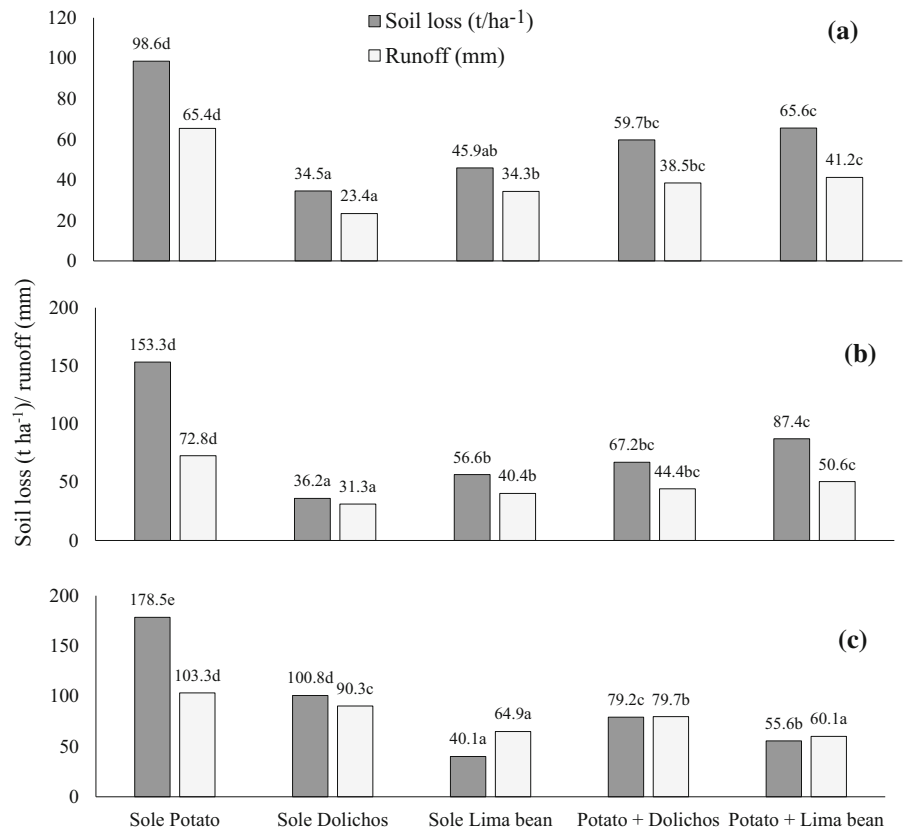 Soil loss (t/ha⁻¹)
Runoff (mm)
(a)
120
100
80
60
40
20
0
98.6d
65.4d
34.5a
23.4a
45.9ab
34.3b
59.7bc
38.5bc
65.6c
41.2c
Soil loss (t ha⁻¹)/ runoff (mm)
(b)
200
150
100
50
0
153.3d
72.8d
36.2a
31.3a
56.6b
40.4b
67.2bc
44.4bc
87.4c
50.6c
(c)
200
150
100
50
0
178.5e
103.3d
100.8d
90.3c
40.1a
64.9a
79.2c
79.7b
55.6b
60.1a
Sole Potato
Sole Dolichos
Sole Lima bean
Potato + Dolichos
Potato + Lima bean